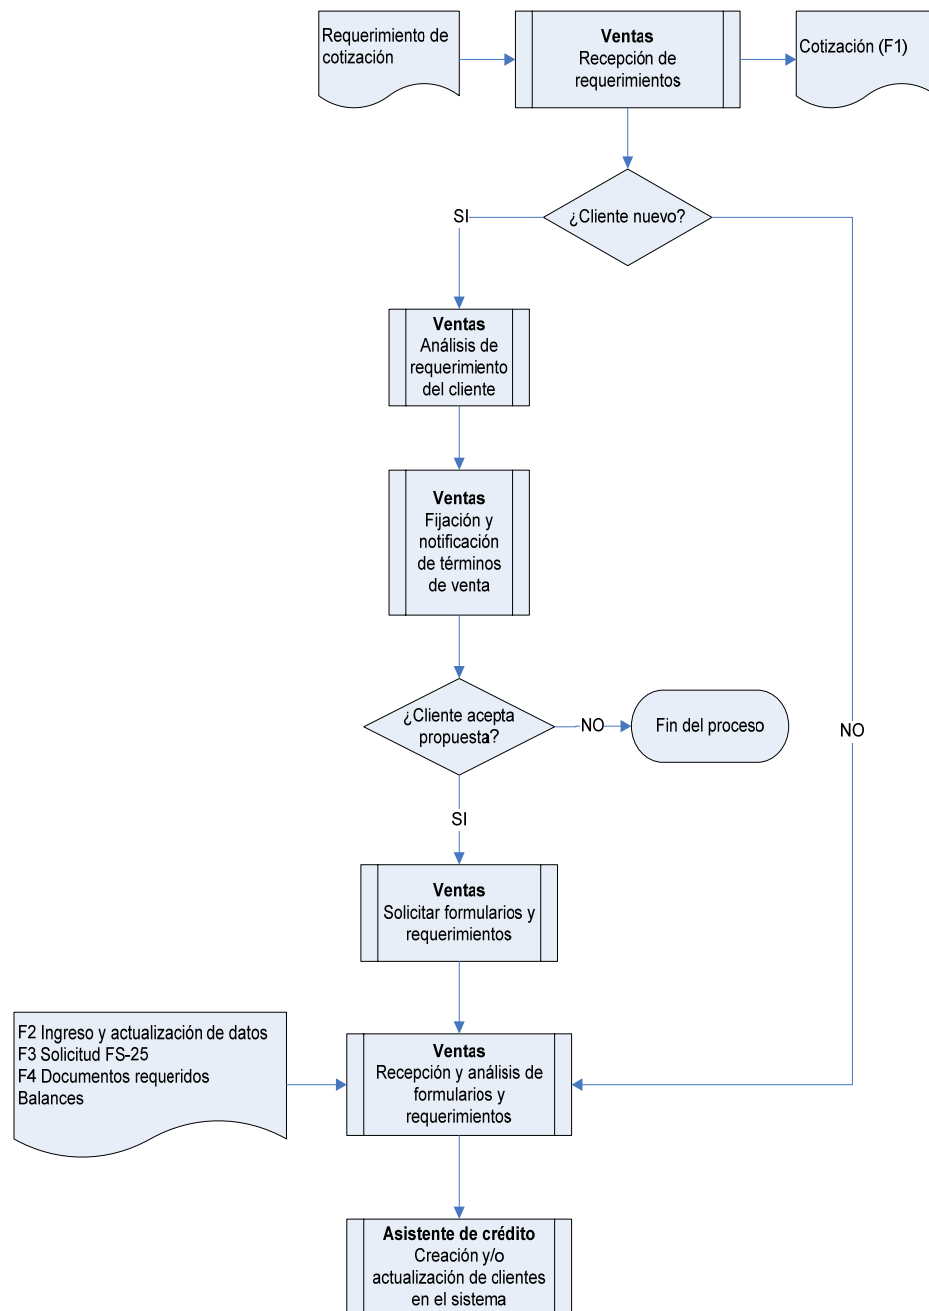 Requerimiento de
cotización
Ventas
Recepción de
requerimientos
Cotización (F1)
¿Cliente nuevo?
SI
Ventas
Análisis de
requerimiento
del cliente
Ventas
Fijación y
notificación
de términos
de venta
¿Cliente acepta
propuesta?
NO
Fin del proceso
NO
SI
Ventas
Solicitar formularios y
requerimientos
F2 Ingreso y actualización de datos
F3 Solicitud FS-25
F4 Documentos requeridos
Balances
Ventas
Recepción y análisis de
formularios y
requerimientos
Asistente de crédito
Creación y/o
actualización de clientes
en el sistema